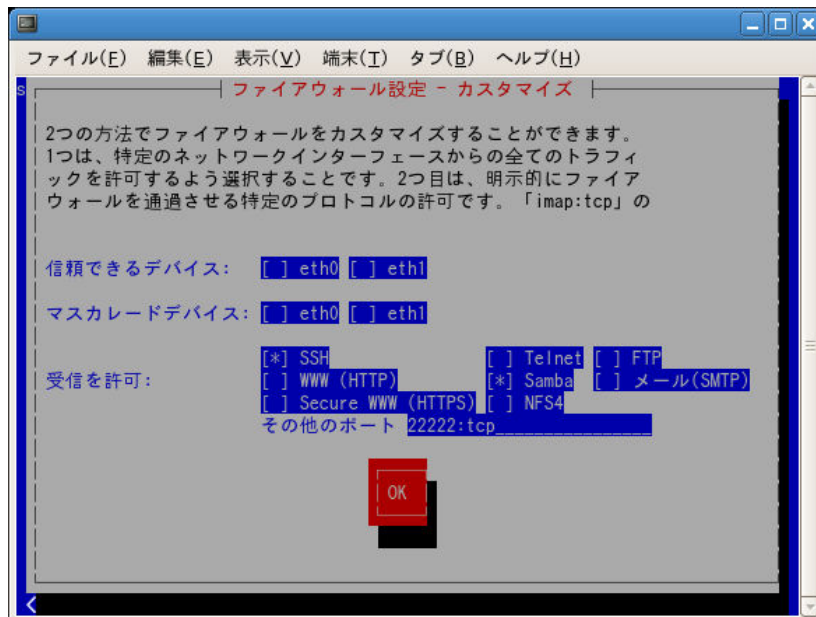 ファイル(F) 編集(E) 表示(V) 端末(T) タブ(B) ヘルプ(H)
s
ファイアウォール設定 - カスタマイズ
2つの方法でファイアウォールをカスタマイズすることができます。
1つは、特定のネットワークインターフェースからの全てのトラフィ
ックを許可するよう選択することです。2つ目は、明示的にファイア
ウォールを通過させる特定のプロトコルの許可です。「imap:tcp」の
信頼できるデバイス: [ ] eth0 [ ] eth1
マスカレードデバイス: [ ] eth0 [ ] eth1
[*] SSH [ ] Telnet [ ] FTP
受信を許可: [ ] WWW (HTTP) [*] Samba [ ] メール(SMTP)
[ ] Secure WWW (HTTPS) [ ] NFS4
その他のポート 22222:tcp________________
OK
<